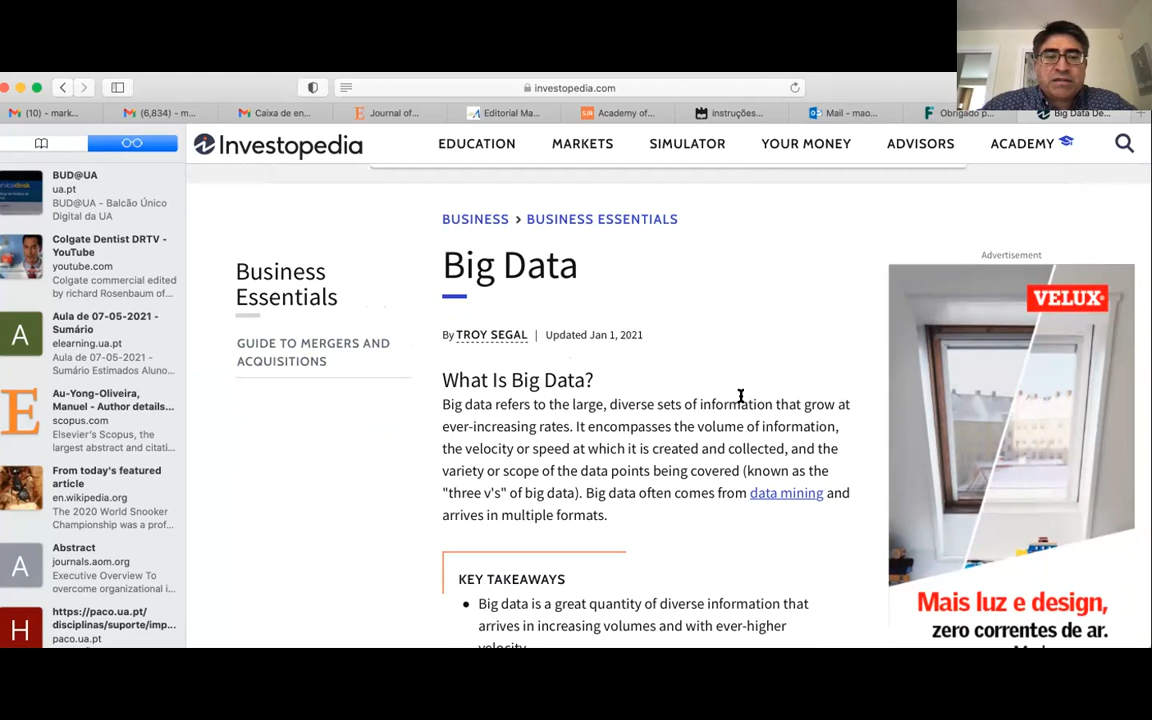 investopedia.com
(10) - mark...
(6,834) - m...
Caixa de en...
Journal of...
Editorial Ma...
Academy of...
instruções...
Mail - mao...
Obrigado p...
Big Data De...
Investopedia
EDUCATION
MARKETS
SIMULATOR
YOUR MONEY
ADVISORS
ACADEMY
BUD@UA
ua.pt
BUD@UA - Balcão Único
Digital da UA
Colgate Dentist DRTV -
YouTube
youtube.com
Colgate commercial edited
by richard Rosenbaum of...
A
Aula de 07-05-2021 -
Sumário
elearning.ua.pt
Aula de 07-05-2021 -
Sumário Estimados Aluno...
E
Au-Yong-Oliveira,
Manuel - Author details...
scopus.com
Elsevier's Scopus, the
largest abstract and citati...
From today's featured
article
en.wikipedia.org
The 2020 World Snooker
Championship was a prof...
A
Abstract
journals.aom.org
Executive Overview To
overcome organizational i...
H
https://paco.ua.pt/
disciplinas/suporte/imp...
paco.ua.pt
Business
Essentials
GUIDE TO MERGERS AND
ACQUISITIONS
BUSINESS > BUSINESS ESSENTIALS
Big Data
By TROY SEGAL | Updated Jan 1, 2021
What Is Big Data?
Big data refers to the large, diverse sets of information that grow at
ever-increasing rates. It encompasses the volume of information,
the velocity or speed at which it is created and collected, and the
variety or scope of the data points being covered (known as the
"three v's" of big data). Big data often comes from data mining and
arrives in multiple formats.
KEY TAKEAWAYS
• Big data is a great quantity of diverse information that
arrives in increasing volumes and with ever-higher
velocity.
Advertisement
VELUX®
Mais luz e design,
zero correntes de ar.